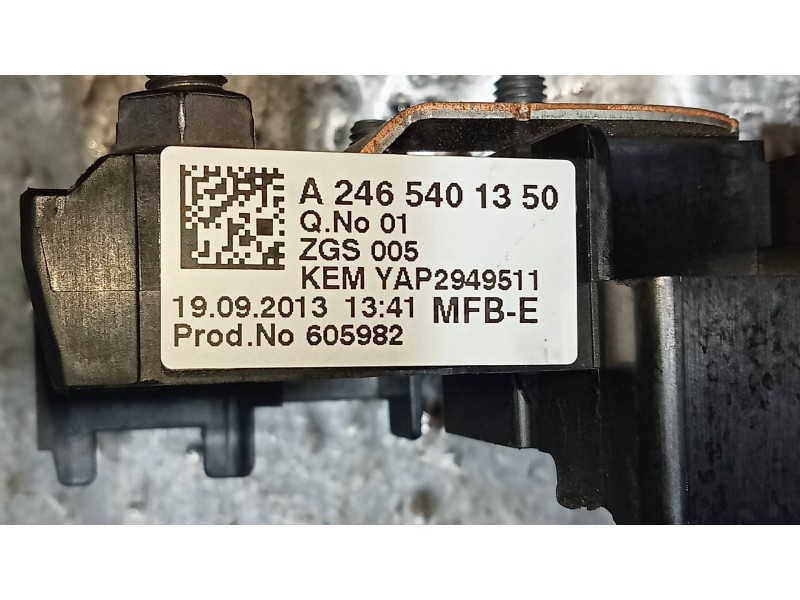 A 246 540 13 50
Q.No 01
ZGS 005
KEM YAP2949511
19.09.2013 13:41 MFB-E
Prod.No 605982